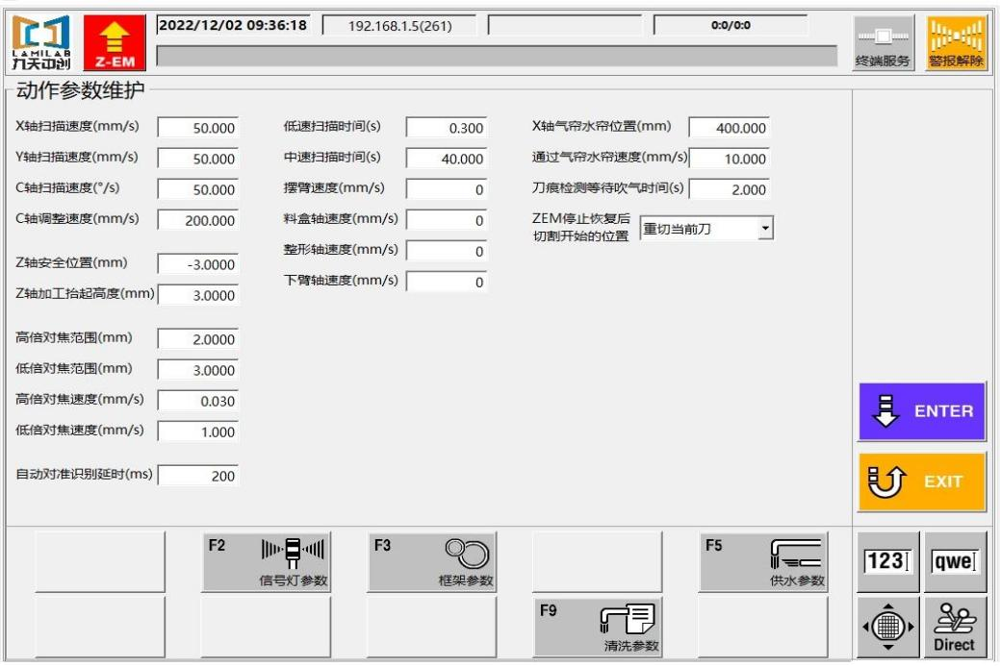 LAMILAB
九天中创
Z-EM
2022/12/02 09:36:18
192.168.1.5(261)
0:0/0:0
终端服务
警报解除
动作参数维护
X轴扫描速度(mm/s) 50.000
低速扫描时间(s) 0.300
X轴气帘水帘位置(mm) 400.000
Y轴扫描速度(mm/s) 50.000
中速扫描时间(s) 40.000
通过气帘水帘速度(mm/s) 10.000
C轴扫描速度(°/s) 50.000
摆臂速度(mm/s) 0
刀痕检测等待吹气时间(s) 2.000
C轴调整速度(mm/s) 200.000
料盒轴速度(mm/s) 0
ZEM停止恢复后
切割开始的位置
重切当前刀
整形轴速度(mm/s) 0
Z轴安全位置(mm) -3.0000
下臂轴速度(mm/s) 0
Z轴加工抬起高度(mm) 3.0000
高倍对焦范围(mm) 2.0000
低倍对焦范围(mm) 3.0000
高倍对焦速度(mm/s) 0.030
低倍对焦速度(mm/s) 1.000
自动对准识别延时(ms) 200
ENTER
EXIT
F2
信号灯参数
F3
框架参数
F5
供水参数
123
qwe
F9
清洗参数
Direct